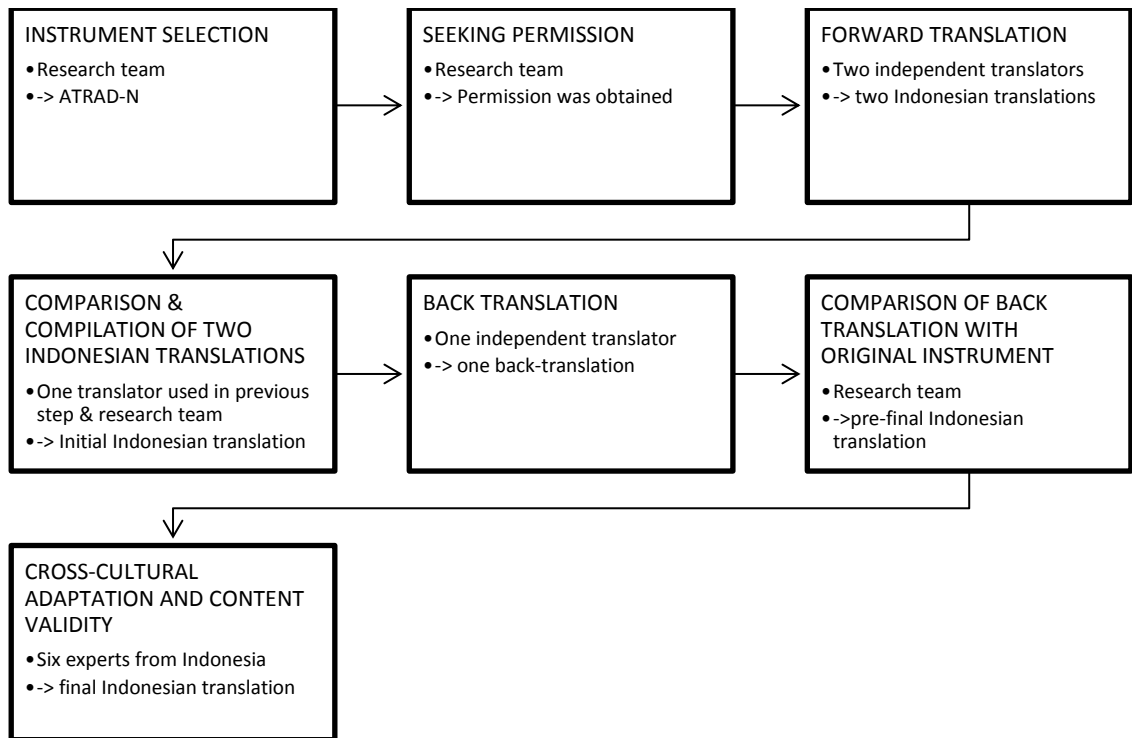 INSTRUMENT SELECTION
•Research team
•-> ATRAD-N
SEEKING PERMISSION
•Research team
•-> Permission was obtained
FORWARD TRANSLATION
•Two independent translators
•-> two Indonesian translations
COMPARISON &
COMPILATION OF TWO
INDONESIAN TRANSLATIONS
•One translator used in previous
step & research team
•-> Initial Indonesian translation
BACK TRANSLATION
•One independent translator
•-> one back-translation
COMPARISON OF BACK
TRANSLATION WITH
ORIGINAL INSTRUMENT
•Research team
•->pre-final Indonesian
translation
CROSS-CULTURAL
ADAPTATION AND CONTENT
VALIDITY
•Six experts from Indonesia
•-> final Indonesian translation